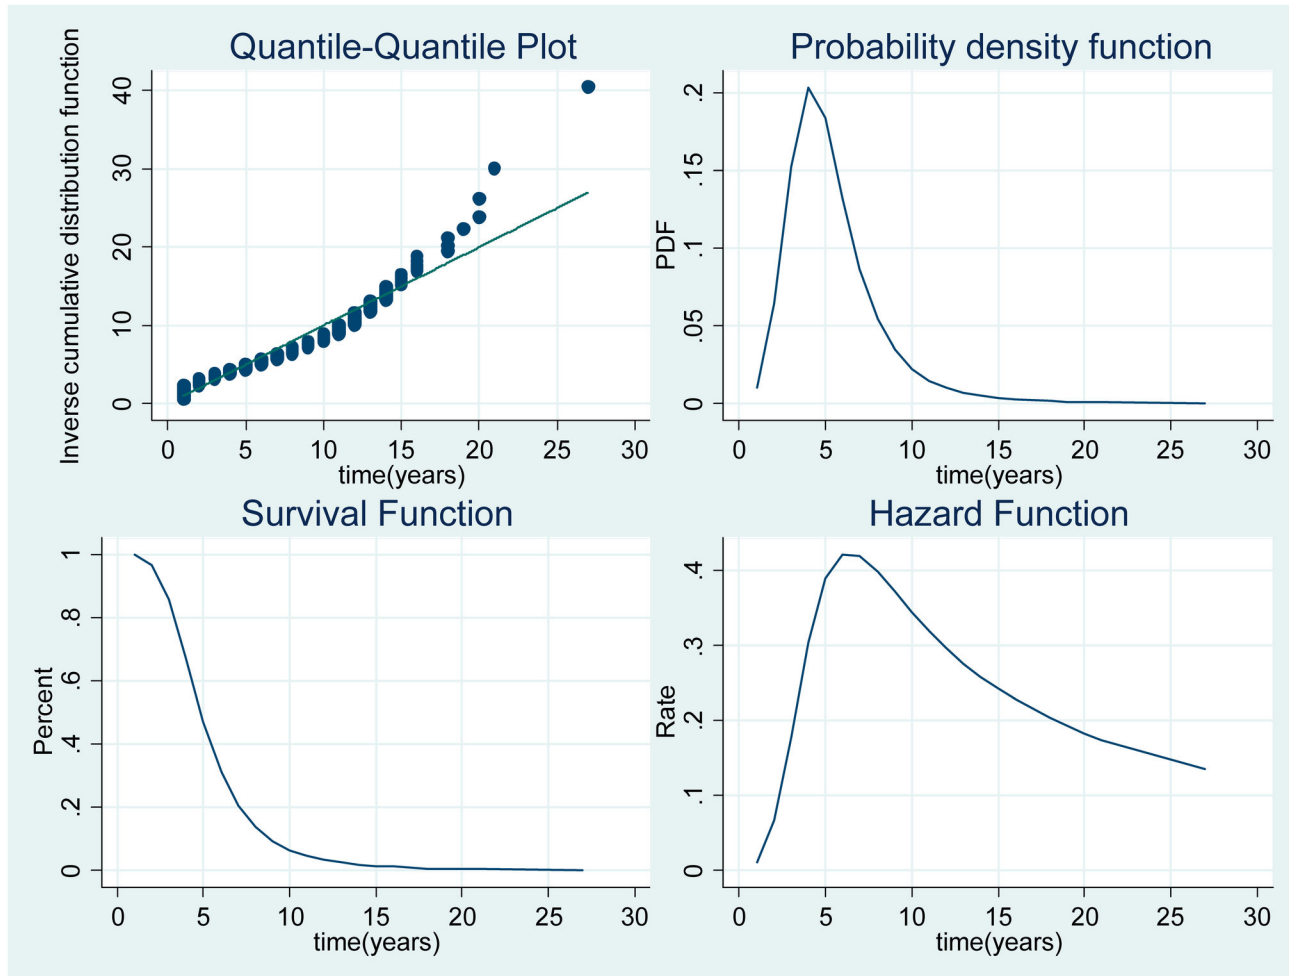 Quantile-Quantile Plot
Inverse cumulative distribution function
40
30
20
10
0
0 5 10 15 20 25 30
time(years)
Probability density function
PDF
.2
.15
.1
.05
0
0 5 10 15 20 25 30
time(years)
Survival Function
Percent
1
.8
.6
.4
.2
0
0 5 10 15 20 25 30
time(years)
Hazard Function
Rate
.4
.3
.2
.1
0
0 5 10 15 20 25 30
time(years)